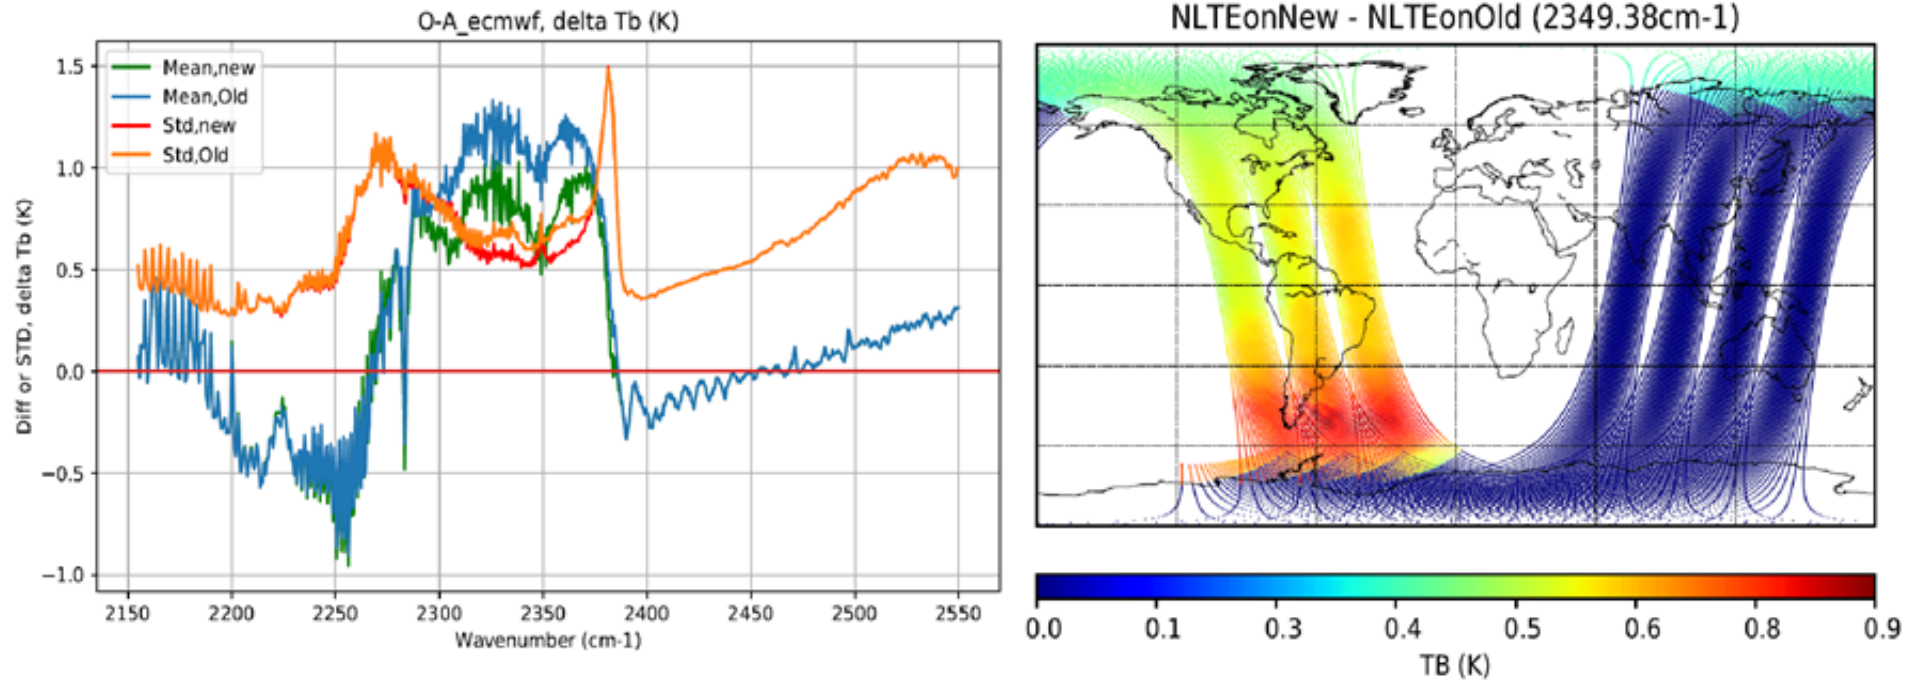 O-A_ecmwf, delta Tb (K)
Diff or STD, delta Tb (K)
1.5
1.0
0.5
0.0
−0.5
−1.0
Mean,new
Mean,Old
Std,new
Std,Old
2150 2200 2250 2300 2350 2400 2450 2500 2550
Wavenumber (cm-1)
NLTEonNew - NLTEonOld (2349.38cm-1)
0.0 0.1 0.3 0.4 0.5 0.6 0.8 0.9
TB (K)